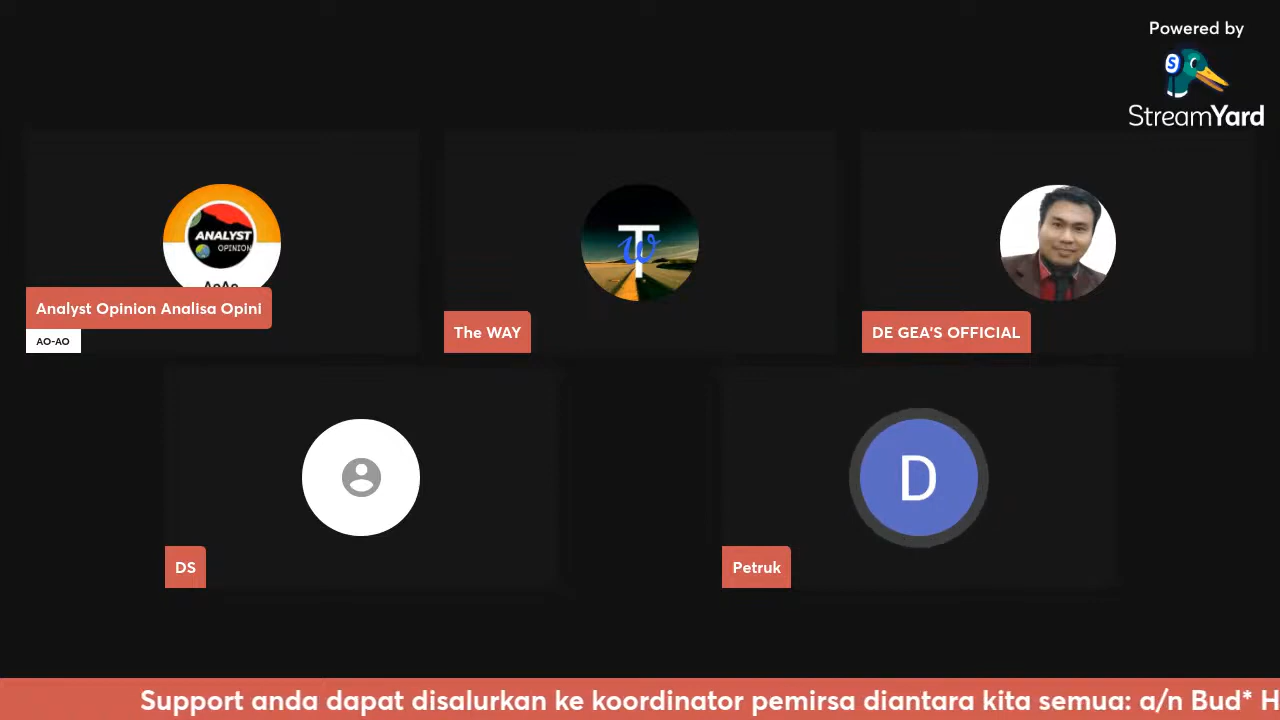 Powered by
S
StreamYard
ANALYST
OPINION
AoAo
Analyst Opinion Analisa Opini
AO-AO
T
w
The WAY
DE GEA'S OFFICIAL
DS
D
Petruk
Support anda dapat disalurkan ke koordinator pemirsa diantara kita semua: a/n Bud* H